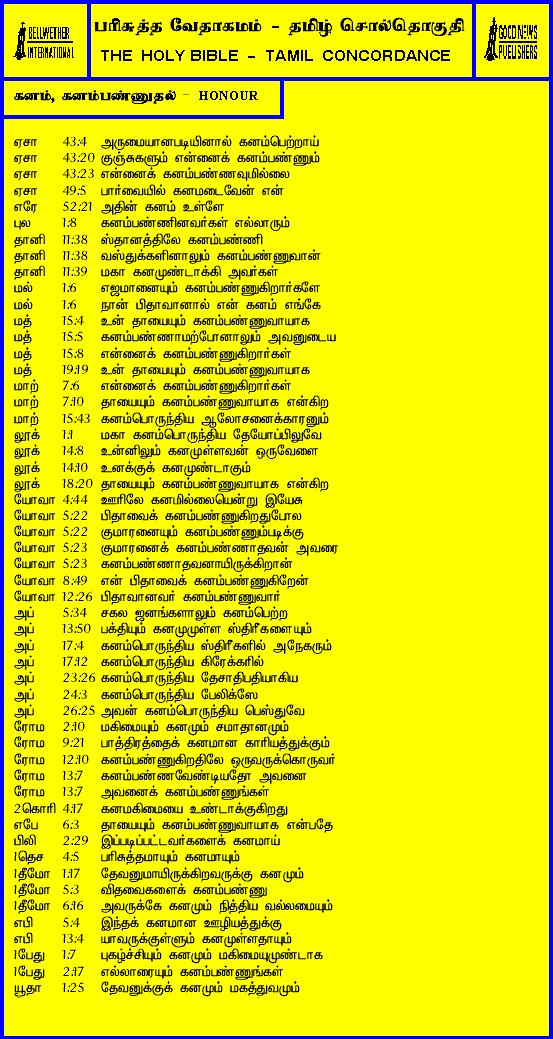 BELLWETHER
INTERNATIONAL
பரிசுத்த வேதாகமம் - தமிழ் சொல்தொகுதி
THE HOLY BIBLE - TAMIL CONCORDANCE
GOOD NEWS
PUBLISHERS
கனம், கனம்பண்ணுதல் - HONOUR
ஏசா 43:4 அருமையானபடியினால் கனம்பெற்றாய்
ஏசா 43:20 குஞ்சுகளும் என்னைக் கனம்பண்ணும்
ஏசா 43:23 என்னைக் கனம்பண்ணவுமில்லை
ஏசா 49:5 பார்வையில் கனமடைவேன் என்
எரே 52:21 அதின் கனம் உள்ளே
புல 1:8 கனம்பண்ணினவர்கள் எல்லாரும்
தானி 11:38 ஸ்தானத்திலே கனம்பண்ணி
தானி 11:38 வஸ்துக்களினாலும் கனம்பண்ணுவான்
தானி 11:39 மகா கனமுண்டாக்கி அவர்கள்
மல் 1:6 எஜமானையும் கனம்பண்ணுகிறார்களே
மல் 1:6 நான் பிதாவானால் என் கனம் எங்கே
மத் 15:4 உன் தாயையும் கனம்பண்ணுவாயாக
மத் 15:5 கனம்பண்ணாமற்போனாலும் அவனுடைய
மத் 15:8 என்னைக் கனம்பண்ணுகிறார்கள்
மத் 19:19 உன் தாயையும் கனம்பண்ணுவாயாக
மாற் 7:6 என்னைக் கனம்பண்ணுகிறார்கள்
மாற் 7:10 தாயையும் கனம்பண்ணுவாயாக என்கிற
மாற் 15:43 கனம்பொருந்திய ஆலோசனைக்காரனும்
லூக் 1:1 மகா கனம்பொருந்திய தேயோப்பிலுவே
லூக் 14:8 உன்னிலும் கனமுள்ளவன் ஒருவேளை
லூக் 14:10 உனக்குக் கனமுண்டாகும்
லூக் 18:20 தாயையும் கனம்பண்ணுவாயாக என்கிற
யோவா 4:44 ஊரிலே கனமில்லையென்று இயேசு
யோவா 5:22 பிதாவைக் கனம்பண்ணுகிறதுபோல
யோவா 5:22 குமாரனையும் கனம்பண்ணும்படிக்கு
யோவா 5:23 குமாரனைக் கனம்பண்ணாதவன் அவரை
யோவா 5:23 கனம்பண்ணாதவனாயிருக்கிறான்
யோவா 8:49 என் பிதாவைக் கனம்பண்ணுகிறேன்
யோவா 12:26 பிதாவானவர் கனம்பண்ணுவார்
அப் 5:34 சகல ஜனங்களாலும் கனம்பெற்ற
அப் 13:50 பக்தியும் கனமுமுள்ள ஸ்திரீகளையும்
அப் 17:4 கனம்பொருந்திய ஸ்திரீகளில் அநேகரும்
அப் 17:12 கனம்பொருந்திய கிரேக்கரில்
அப் 23:26 கனம்பொருந்திய தேசாதிபதியாகிய
அப் 24:3 கனம்பொருந்திய பேலிக்ஸே
அப் 26:25 அவன் கனம்பொருந்திய பெஸ்துவே
ரோம 2:10 மகிமையும் கனமும் சமாதானமும்
ரோம 9:21 பாத்திரத்தைக் கனமான காரியத்துக்கும்
ரோம 12:10 கனம்பண்ணுகிறதிலே ஒருவருக்கொருவர்
ரோம 13:7 கனம்பண்ணவேண்டியதோ அவனை
ரோம 13:7 அவனைக் கனம்பண்ணுங்கள்
2கொரி 4:17 கனமகிமையை உண்டாக்குகிறது
எபே 6:3 தாயையும் கனம்பண்ணுவாயாக என்பதே
பிலி 2:29 இப்படிப்பட்டவர்களைக் கனமாய்
1தெச 4:5 பரிசுத்தமாயும் கனமாயும்
1தீமோ 1:17 தேவனுமாயிருக்கிறவருக்கு கனமும்
1தீமோ 5:3 விதவைகளைக் கனம்பண்ணு
1தீமோ 6:16 அவருக்கே கனமும் நித்திய வல்லமையும்
எபி 5:4 இந்தக் கனமான ஊழியத்துக்கு
எபி 13:4 யாவருக்குள்ளும் கனமுள்ளதாயும்
1பேது 1:7 புகழ்ச்சியும் கனமும் மகிமையுமுண்டாக
1பேது 2:17 எல்லாரையும் கனம்பண்ணுங்கள்
யூதா 1:25 தேவனுக்குக் கனமும் மகத்துவமும்